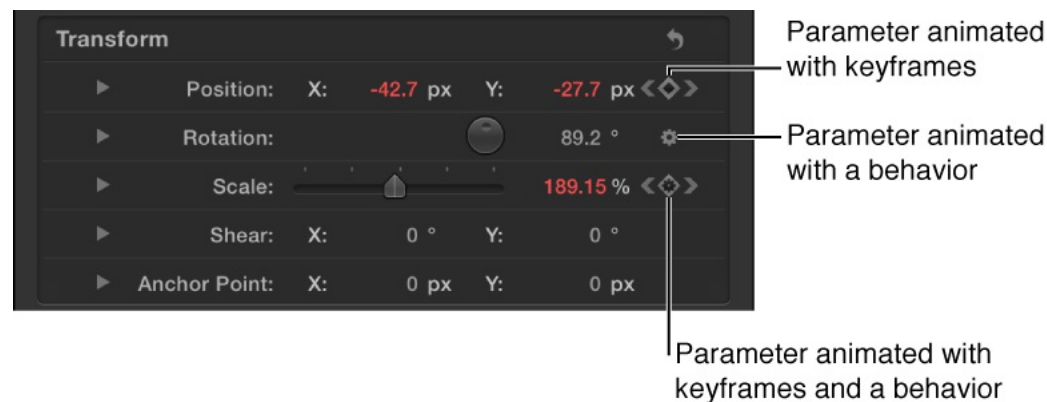 Transform
Position: X: -42.7 px Y: -27.7 px
Rotation: 89.2 °
Scale: 189.15 %
Shear: X: 0 ° Y: 0 °
Anchor Point: X: 0 px Y: 0 px
Parameter animated
with keyframes
Parameter animated
with a behavior
Parameter animated with
keyframes and a behavior